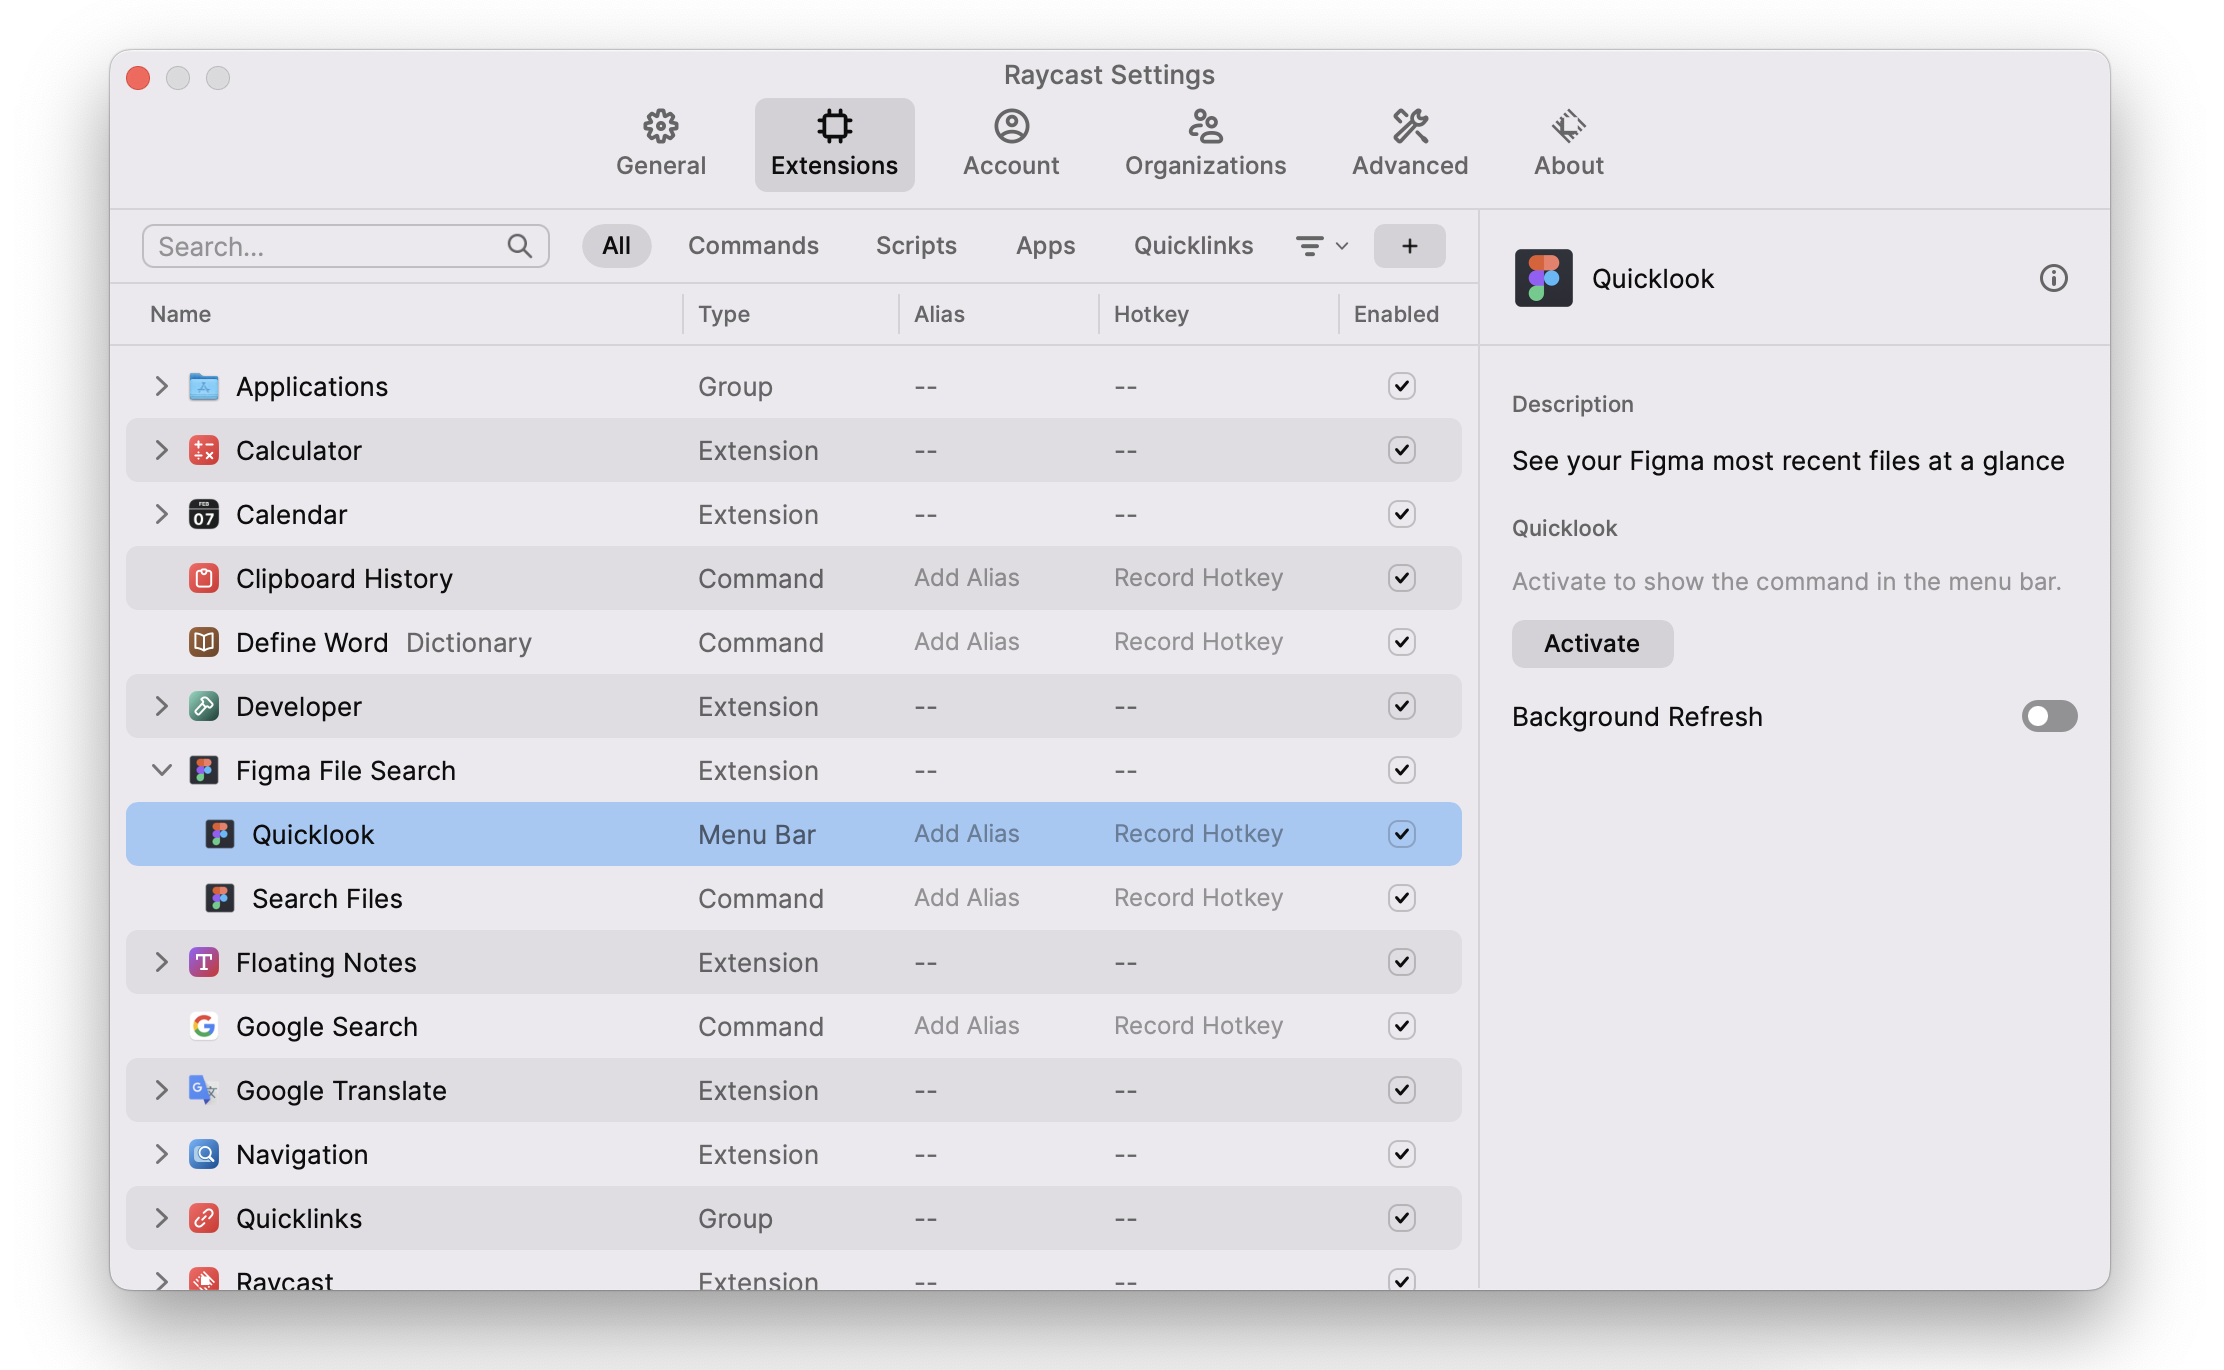 Raycast Settings
General Extensions Account Organizations Advanced About
Search... All Commands Scripts Apps Quicklinks +
Name Type Alias Hotkey Enabled
Applications Group -- --
Calculator Extension -- --
FEB
07 Calendar Extension -- --
Clipboard History Command Add Alias Record Hotkey
Define Word Dictionary Command Add Alias Record Hotkey
Developer Extension -- --
Figma File Search Extension -- --
Quicklook Menu Bar Add Alias Record Hotkey
Search Files Command Add Alias Record Hotkey
Floating Notes Extension -- --
Google Search Command Add Alias Record Hotkey
Google Translate Extension -- --
Navigation Extension -- --
Quicklinks Group -- --
Raycast Extension -- --
Quicklook
Description
See your Figma most recent files at a glance
Quicklook
Activate to show the command in the menu bar.
Activate
Background Refresh